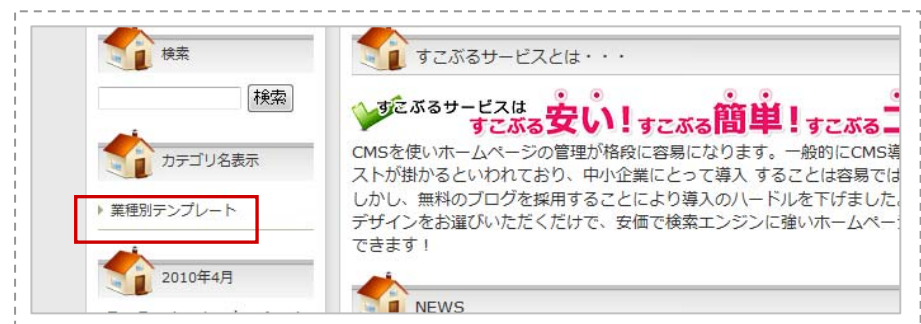 検索
検索
カテゴリ名表示
業種別テンプレート
2010年4月
すこぶるサービスとは・・・
すこぶるサービスは
すこぶる安い!すこぶる簡単!すこぶる
CMSを使いホームページの管理が格段に容易になります。一般的にCMS導
ストが掛かるといわれており、中小企業にとって導入 することは容易では
しかし、無料のブログを採用することにより導入のハードルを下げました。
デザインをお選びいただくだけで、安価で検索エンジンに強いホームペー
できます!
NEWS